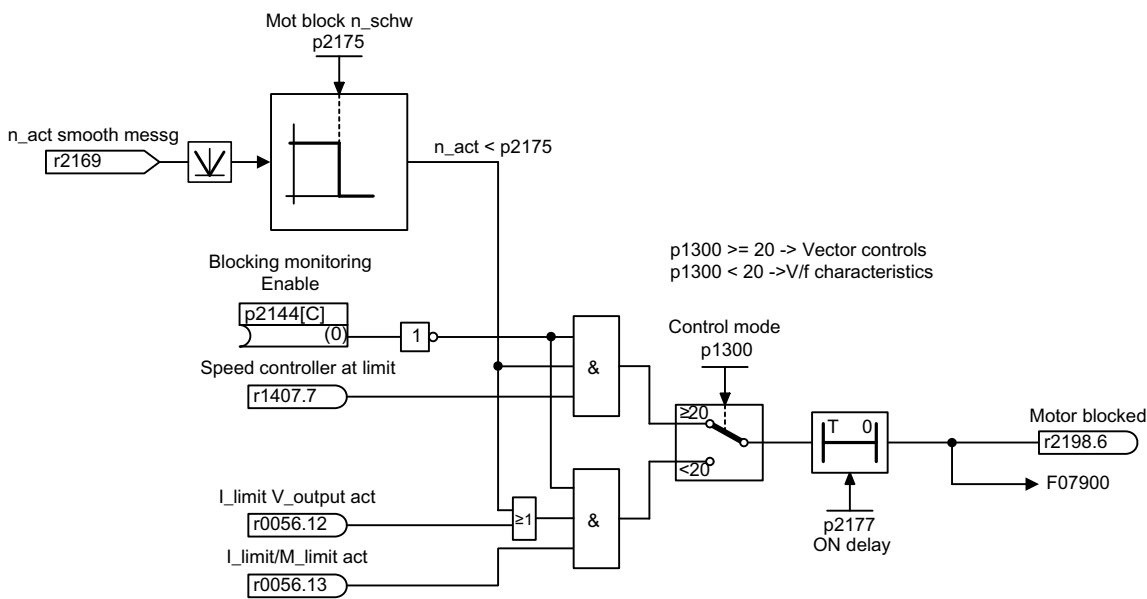 Mot block n_schw
p2175
n_act smooth messg
r2169
n_act < p2175
Blocking monitoring
Enable
p2144[C]
(0)
1
Speed controller at limit
r1407.7
&
p1300 >= 20 -> Vector controls
p1300 < 20 ->V/f characteristics
Control mode
p1300
≥20
<20
T 0
Motor blocked
r2198.6
F07900
p2177
ON delay
I_limit V_output act
r0056.12
≥1
&
I_limit/M_limit act
r0056.13